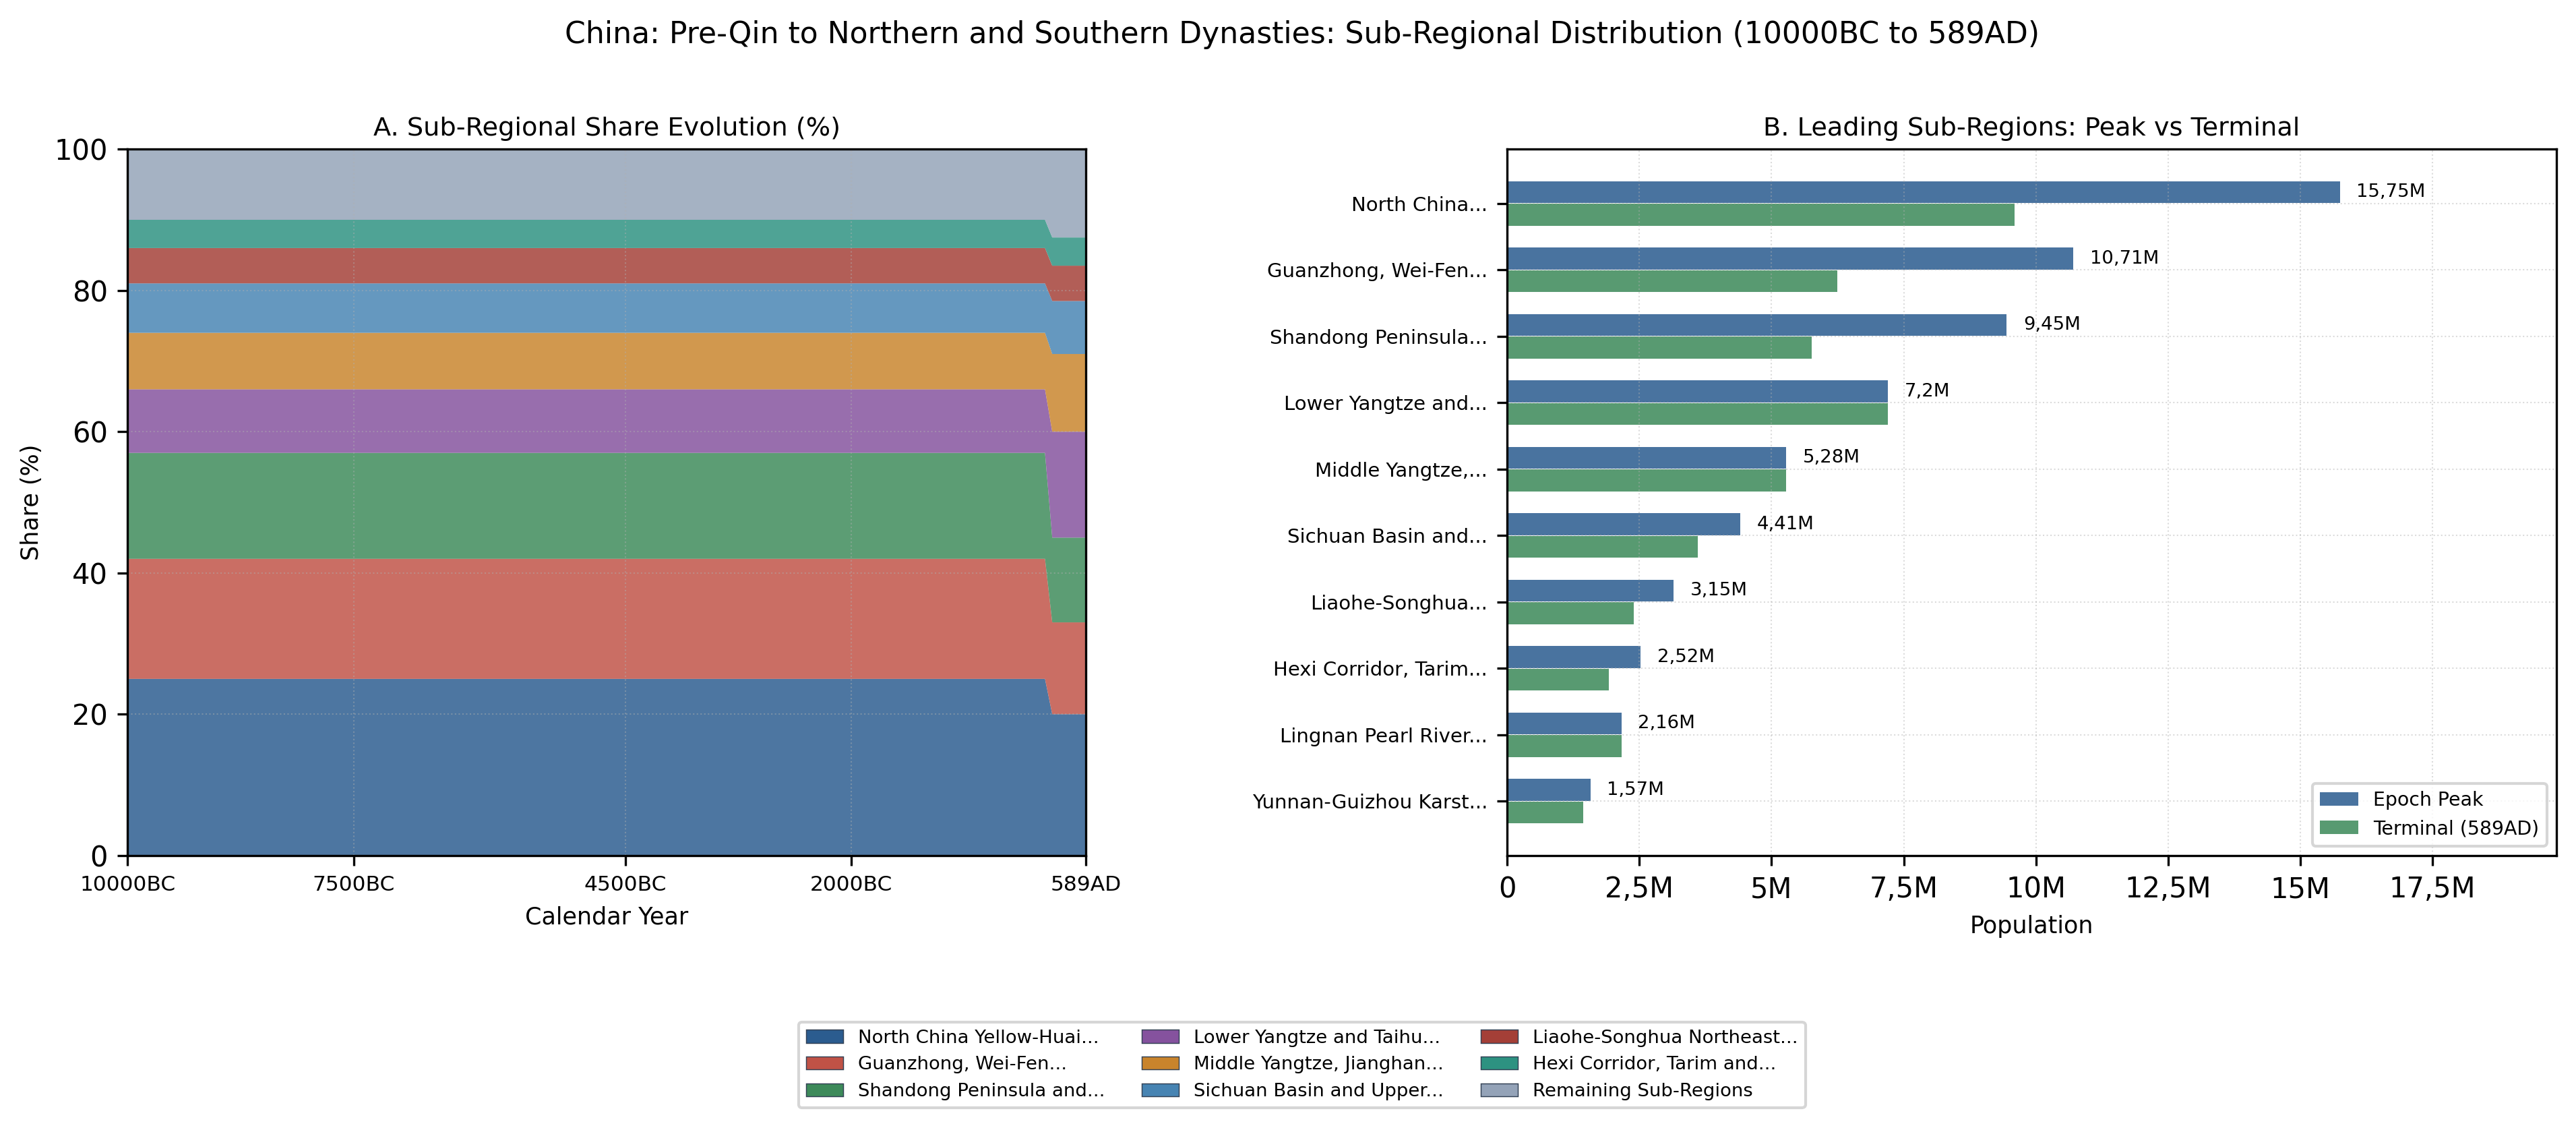 China: Pre-Qin to Northern and Southern Dynasties: Sub-Regional Distribution (10000BC to 589AD)
A. Sub-Regional Share Evolution (%)
100
80
60
40
20
0
Share (%)
10000BC
7500BC
4500BC
2000BC
589AD
Calendar Year
B. Leading Sub-Regions: Peak vs Terminal
North China...
15,75M
Guanzhong, Wei-Fen...
10,71M
Shandong Peninsula...
9,45M
Lower Yangtze and...
7,2M
Middle Yangtze,...
5,28M
Sichuan Basin and...
4,41M
Liaohe-Songhua...
3,15M
Hexi Corridor, Tarim...
2,52M
Lingnan Pearl River...
2,16M
Yunnan-Guizhou Karst...
1,57M
Epoch Peak
Terminal (589AD)
0
2,5M
5M
7,5M
10M
12,5M
15M
17,5M
Population
North China Yellow-Huai...
Guanzhong, Wei-Fen...
Shandong Peninsula and...
Lower Yangtze and Taihu...
Middle Yangtze, Jianghan...
Sichuan Basin and Upper...
Liaohe-Songhua Northeast...
Hexi Corridor, Tarim and...
Remaining Sub-Regions